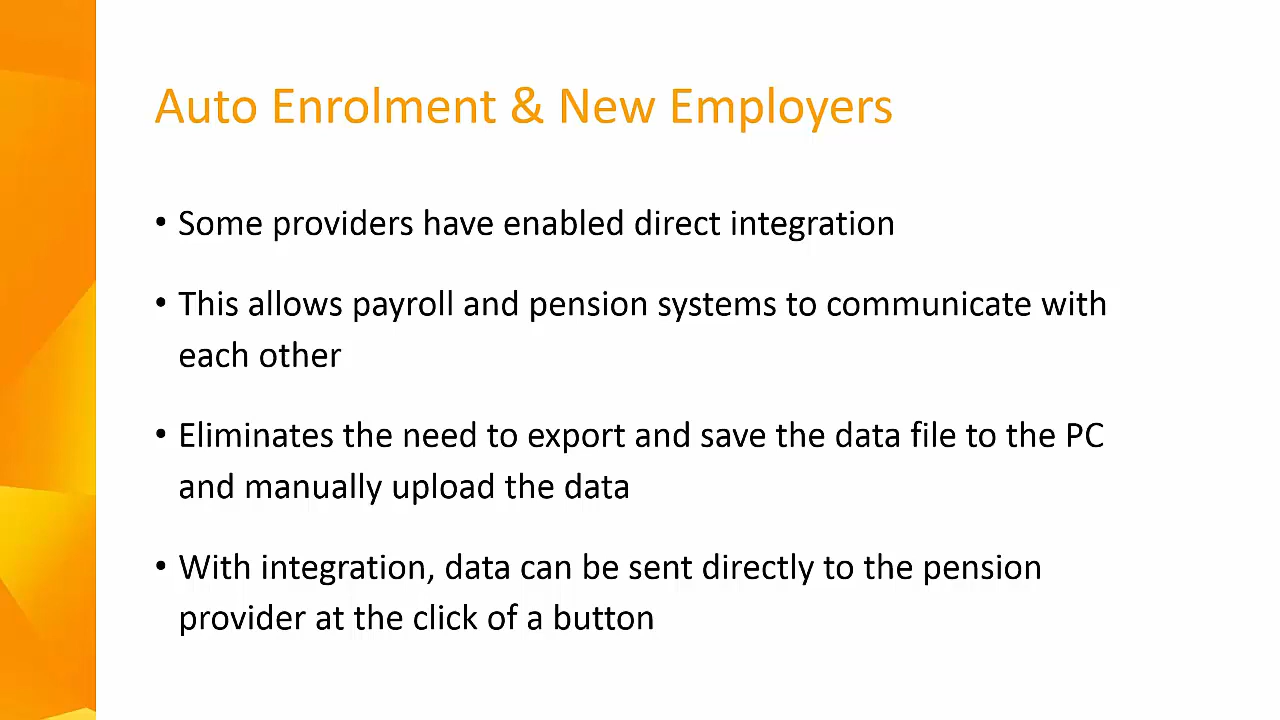 Auto Enrolment & New Employers
• Some providers have enabled direct integration
• This allows payroll and pension systems to communicate with
each other
• Eliminates the need to export and save the data file to the PC
and manually upload the data
• With integration, data can be sent directly to the pension
provider at the click of a button